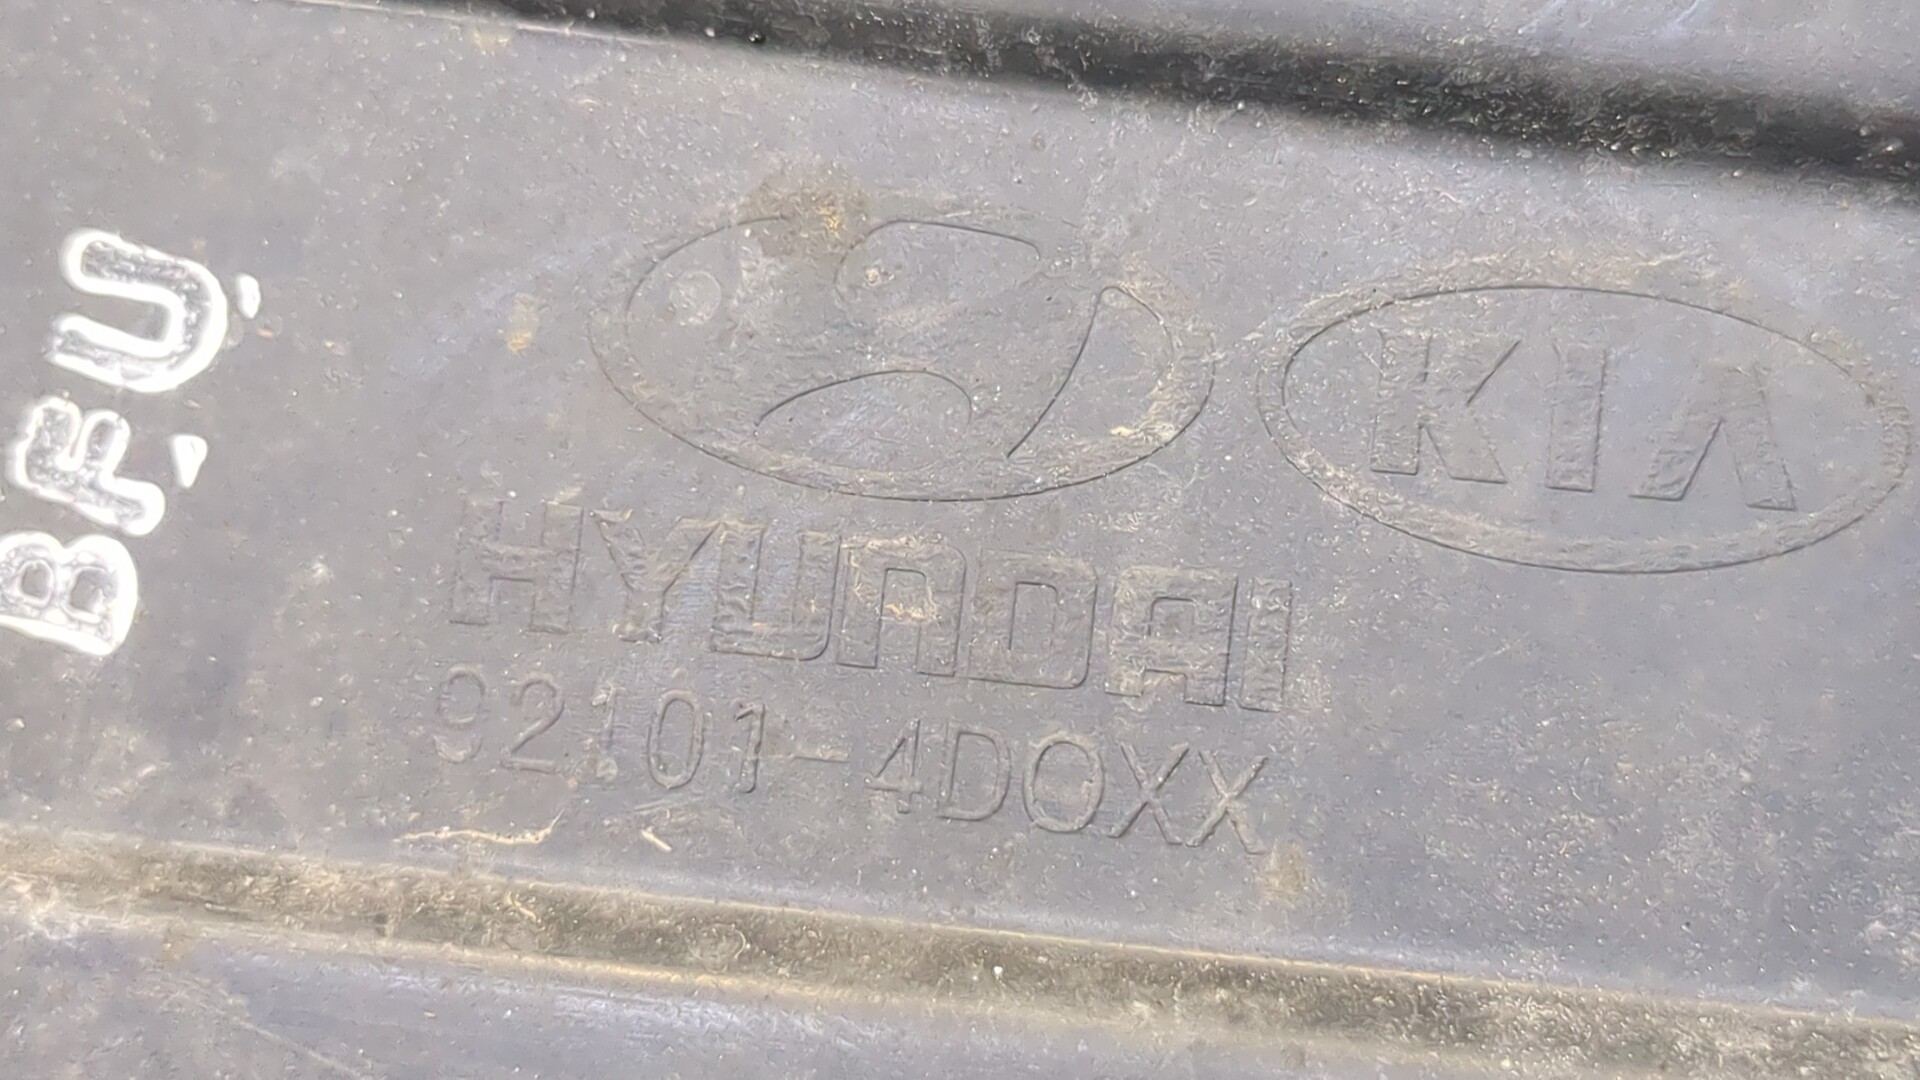 KIA
HYUNDAI
92101-4D0XX
B.F.U.